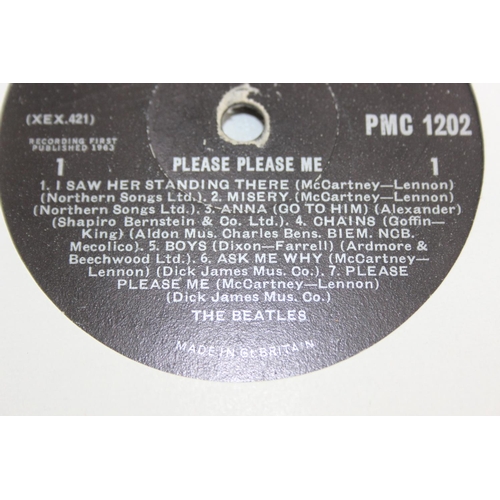 (XEX.421)
PMC 1202
RECORDING FIRST
PUBLISHED 1963
1 PLEASE PLEASE ME 1
1. I SAW HER STANDING THERE (McCartney—Lennon)
(Northern Songs Ltd.). 2. MISERY (McCartney—Lennon)
(Northern Songs Ltd.). 3. ANNA (GO TO HIM) (Alexander)
(Shapiro Bernstein & Co. Ltd.). 4. CHAINS (Goffin—
King) (Aldon Mus. Charles Bens. BIEM. NCB.
Mecolico). 5. BOYS (Dixon—Farrell) (Ardmore &
Beechwood Ltd.) 6. ASK ME WHY (McCartney—
Lennon) (Dick James Mus. Co.). 7. PLEASE
PLEASE ME (McCartney—Lennon)
(Dick James Mus. Co.)
THE BEATLES
MADE IN Gt. BRITAIN